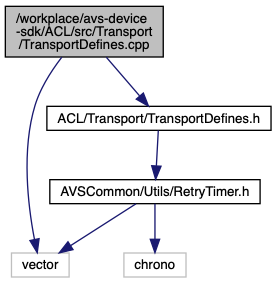 /workplace/avs-device
-sdk/ACL/src/Transport
/TransportDefines.cpp
ACL/Transport/TransportDefines.h
AVSCommon/Utils/RetryTimer.h
vector
chrono